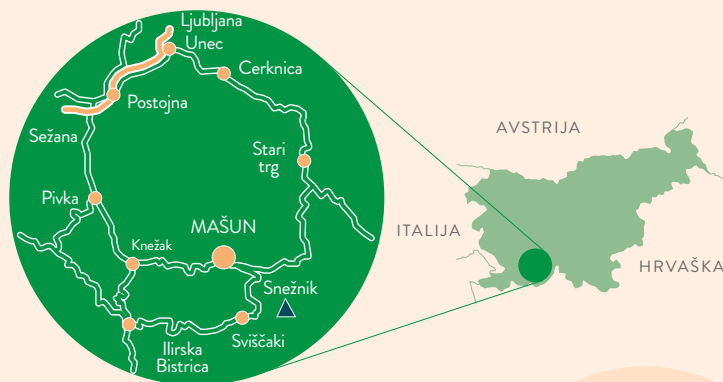 Ljubljana
Unec
Cerknica
Postojna
Sežana
Stari
trg
Pivka
MAŠUN
Knežak
Snežnik
Sviščaki
Ilirska
Bistrica
AVSTRIJA
ITALIJA
HRVAŠKA